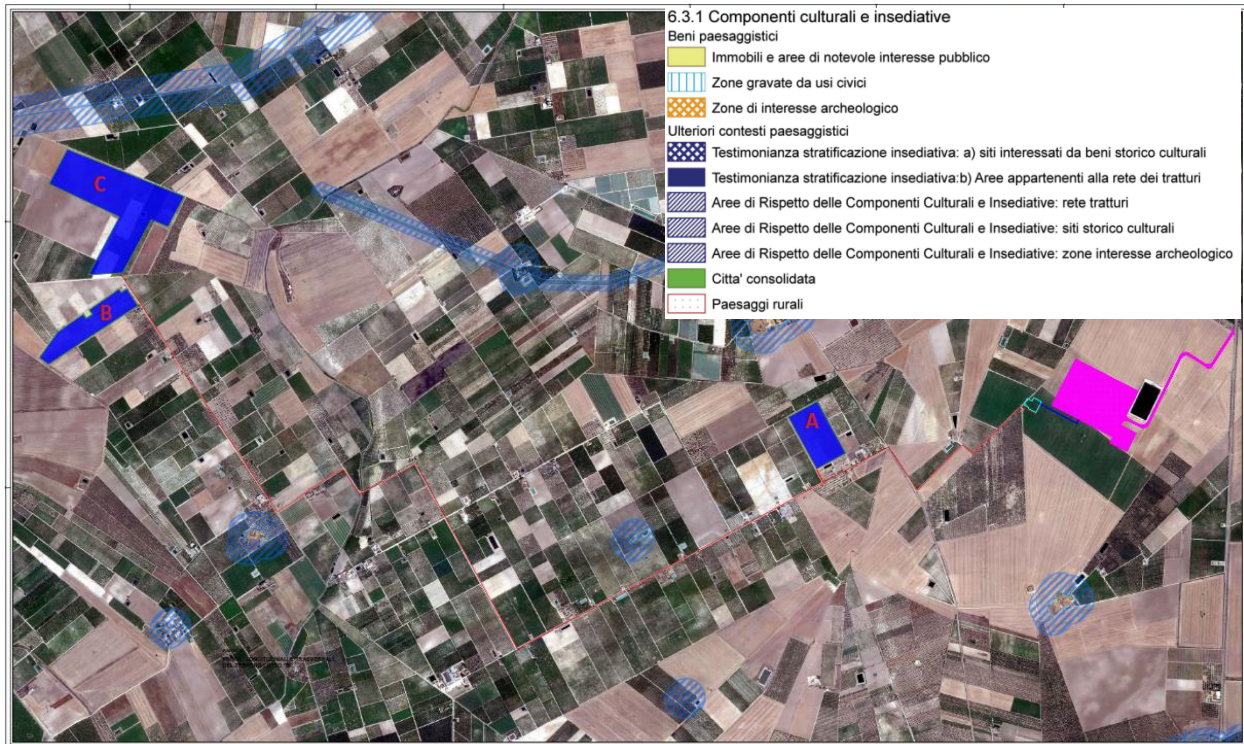 6.3.1 Componenti culturali e insediative
Beni paesaggistici
Immobili e aree di notevole interesse pubblico
Zone gravate da usi civici
Zone di interesse archeologico
Ulteriori contesti paesaggistici
Testimonianza stratificazione insediativa: a) siti interessati da beni storico culturali
Testimonianza stratificazione insediativa:b) Aree appartenenti alla rete dei tratturi
Aree di Rispetto delle Componenti Culturali e Insediative: rete tratturi
Aree di Rispetto delle Componenti Culturali e Insediative: siti storico culturali
Aree di Rispetto delle Componenti Culturali e Insediative: zone interesse archeologico
Citta' consolidata
Paesaggi rurali
C
B
A